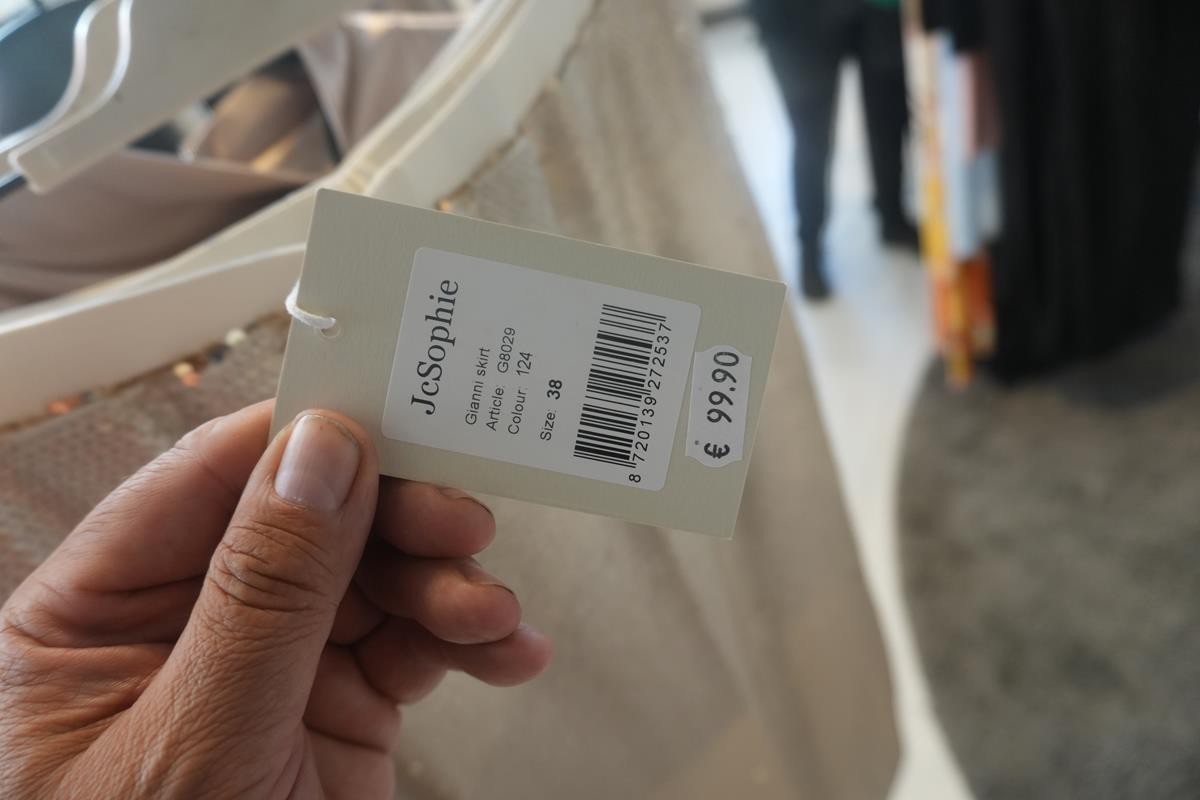 JcSophie
Gianni skirt
Article: G8029
Colour: 124
Size: 38
8 720139 272537
€ 99.90